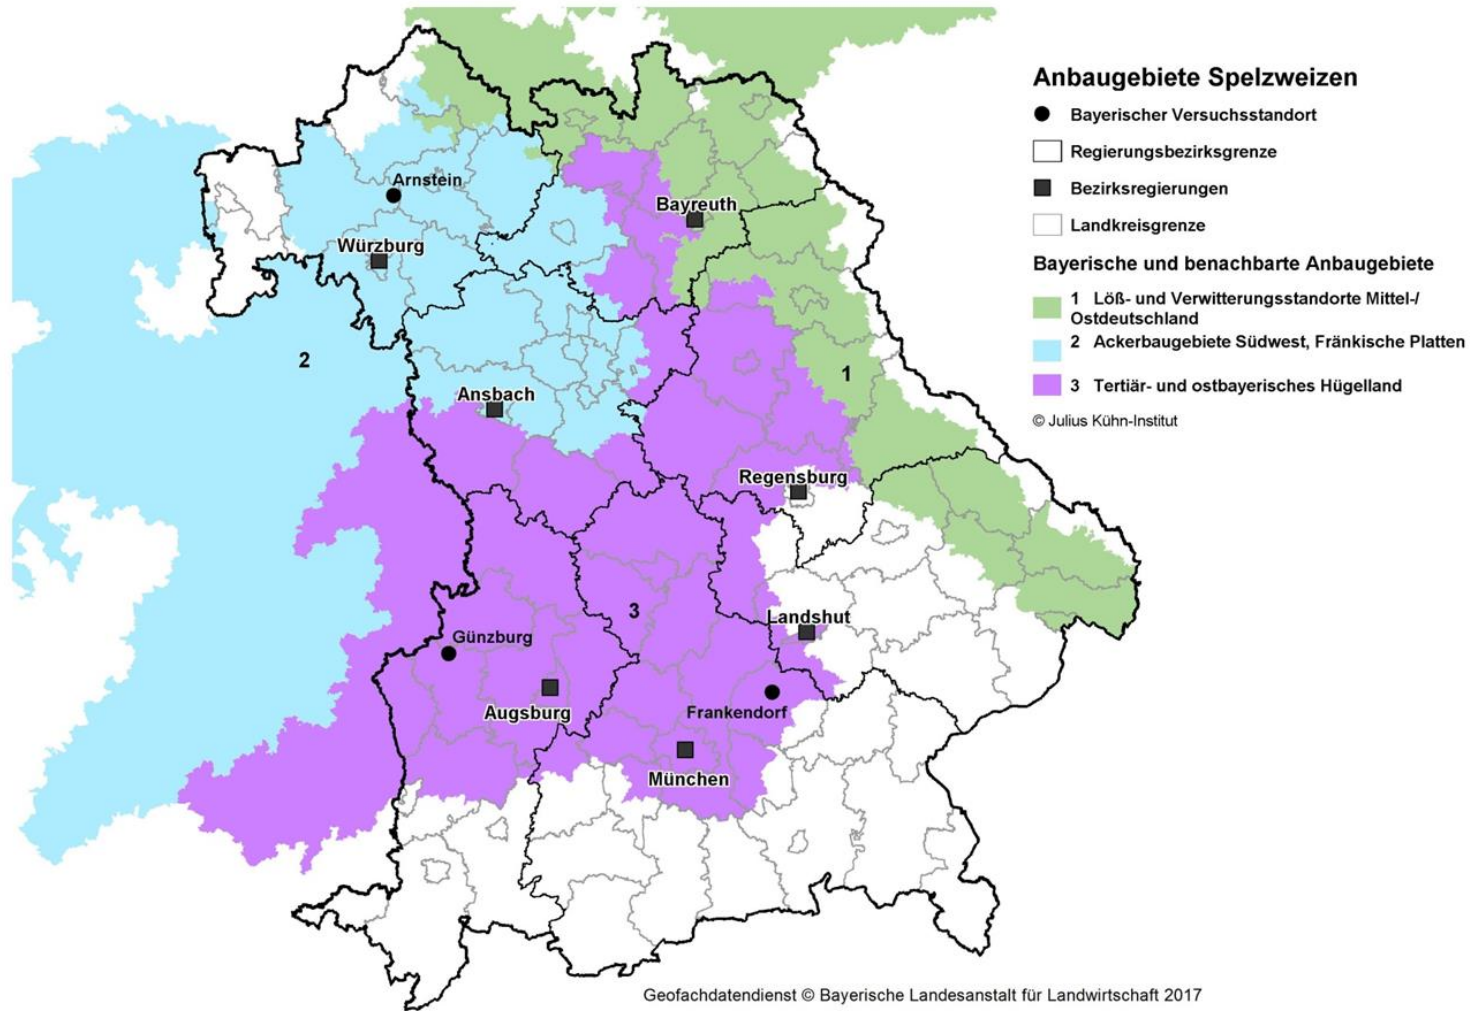 Anbaugebiete Spelzweizen
Bayerischer Versuchsstandort
Regierungsbezirksgrenze
Bezirksregierungen
Landkreisgrenze
Bayerische und benachbarte Anbaugebiete
1 Löß- und Verwitterungsstandorte Mittel-/
Ostdeutschland
2 Ackerbaugebiete Südwest, Fränkische Platten
3 Tertiär- und ostbayerisches Hügelland
© Julius Kühn-Institut
Arnstein
Bayreuth
Würzburg
2
1
Ansbach
Regensburg
3
Landshut
Günzburg
Augsburg
Frankendorf
München
Geofachdatendienst © Bayerische Landesanstalt für Landwirtschaft 2017